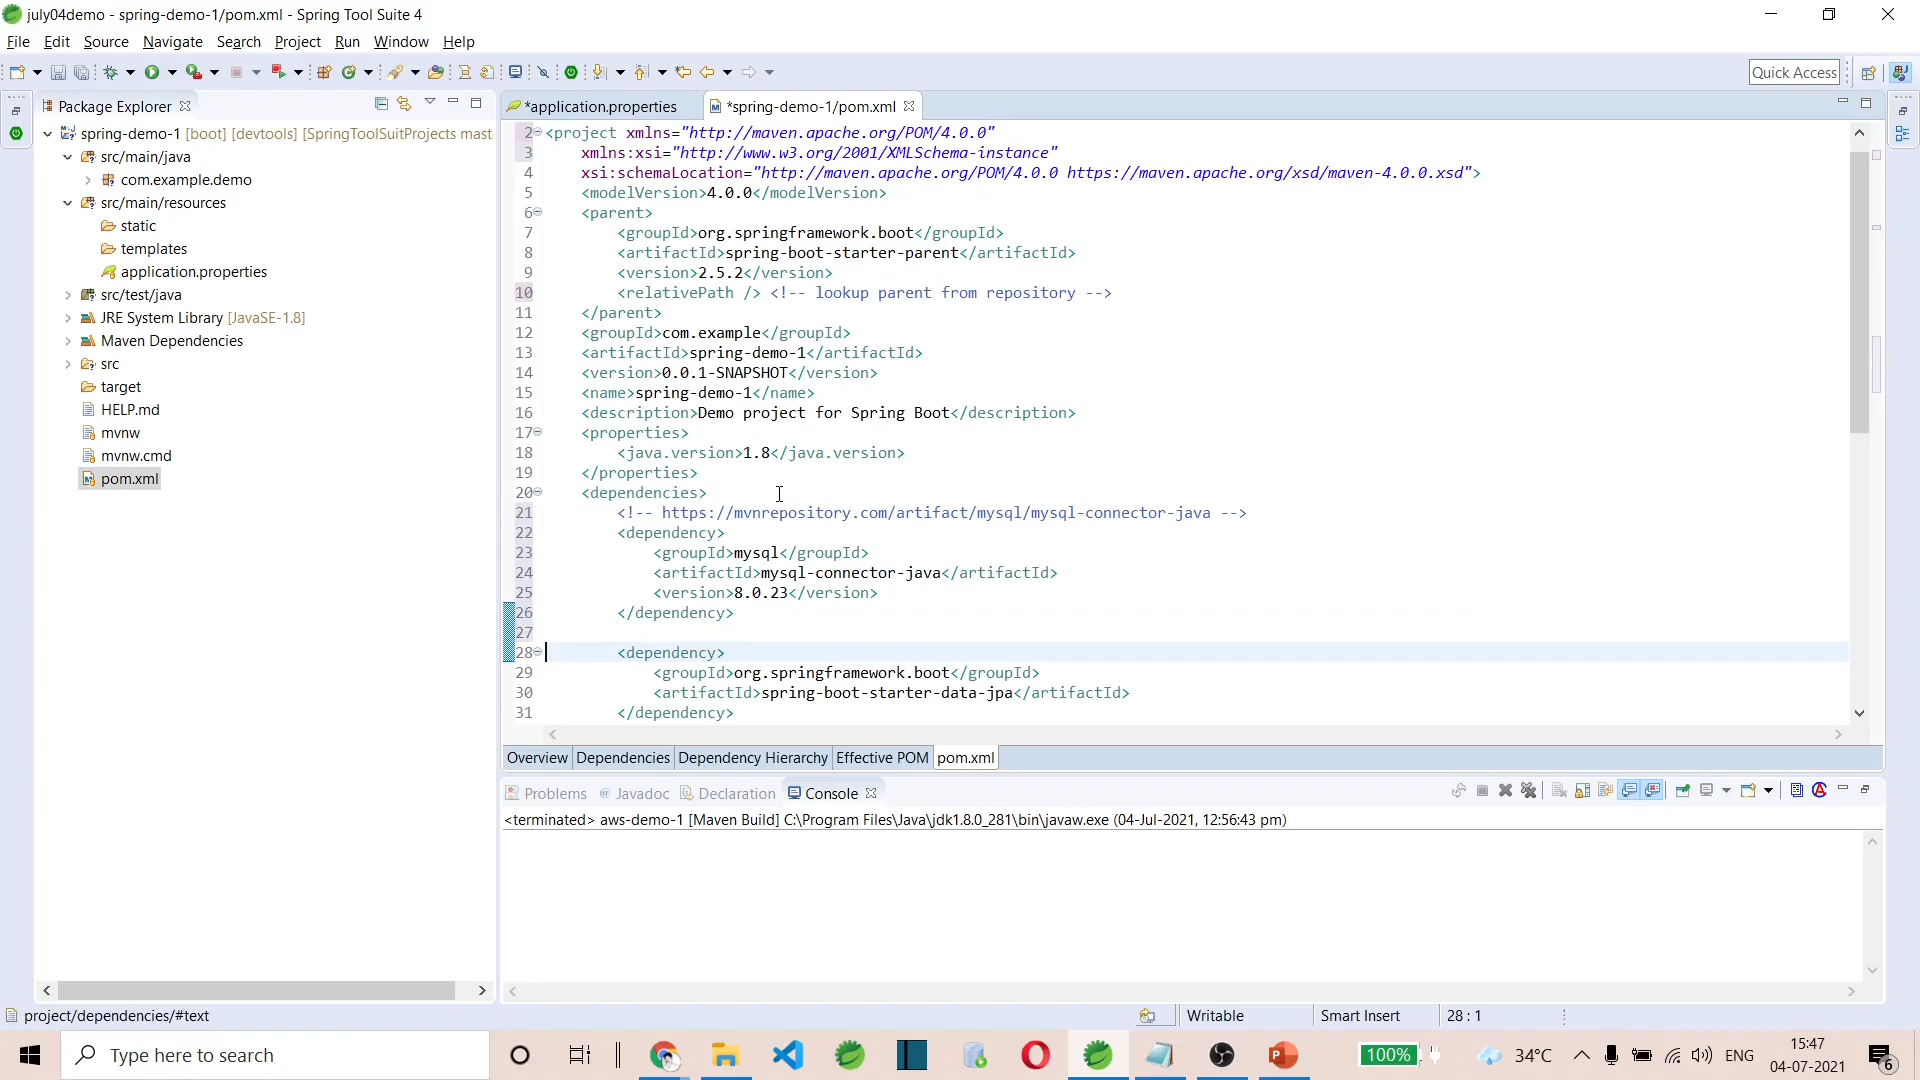 july04demo - spring-demo-1/pom.xml - Spring Tool Suite 4
File Edit Source Navigate Search Project Run Window Help
Quick Access
Package Explorer
spring-demo-1 [boot] [devtools] [SpringToolSuitProjects mast
src/main/java
com.example.demo
src/main/resources
static
templates
application.properties
src/test/java
JRE System Library [JavaSE-1.8]
Maven Dependencies
src
target
HELP.md
mvnw
mvnw.cmd
pom.xml
*application.properties *spring-demo-1/pom.xml
2 <project xmlns="http://maven.apache.org/POM/4.0.0"
3 xmlns:xsi="http://www.w3.org/2001/XMLSchema-instance"
4 xsi:schemaLocation="http://maven.apache.org/POM/4.0.0 https://maven.apache.org/xsd/maven-4.0.0.xsd">
5 <modelVersion>4.0.0</modelVersion>
6 <parent>
7 <groupId>org.springframework.boot</groupId>
8 <artifactId>spring-boot-starter-parent</artifactId>
9 <version>2.5.2</version>
10 <relativePath /> <!-- lookup parent from repository -->
11 </parent>
12 <groupId>com.example</groupId>
13 <artifactId>spring-demo-1</artifactId>
14 <version>0.0.1-SNAPSHOT</version>
15 <name>spring-demo-1</name>
16 <description>Demo project for Spring Boot</description>
17 <properties>
18 <java.version>1.8</java.version>
19 </properties>
20 <dependencies>
21 <!-- https://mvnrepository.com/artifact/mysql/mysql-connector-java -->
22 <dependency>
23 <groupId>mysql</groupId>
24 <artifactId>mysql-connector-java</artifactId>
25 <version>8.0.23</version>
26 </dependency>
27
28 <dependency>
29 <groupId>org.springframework.boot</groupId>
30 <artifactId>spring-boot-starter-data-jpa</artifactId>
31 </dependency>
Overview Dependencies Dependency Hierarchy Effective POM pom.xml
Problems @ Javadoc Declaration Console
<terminated> aws-demo-1 [Maven Build] C:\Program Files\Java\jdk1.8.0_281\bin\javaw.exe (04-Jul-2021, 12:56:43 pm)
project/dependencies/#text Writable Smart Insert 28 : 1
Type here to search
100% 34°C ENG
15:47
04-07-2021
6